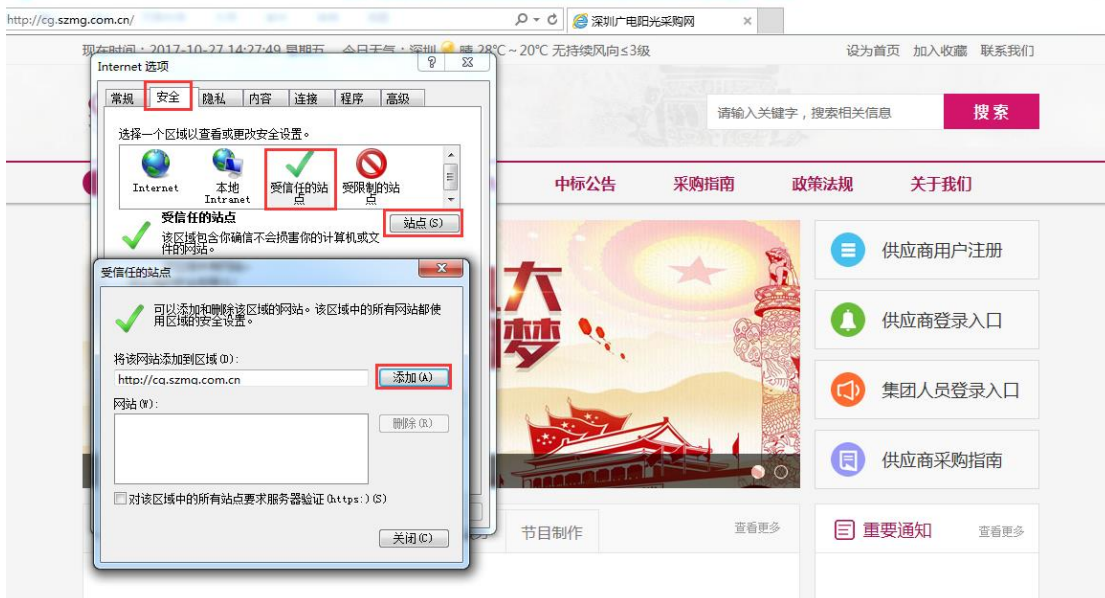 http://cg.szmg.com.cn/
深圳广电阳光采购网
现在时间：2017-10-27 14:27:49 星期五 今日天气：深圳 晴 28℃~20℃ 无持续风向≤3级
设为首页 加入收藏 联系我们
Internet 选项
常规 安全 隐私 内容 连接 程序 高级
请输入关键字，搜索相关信息
搜索
选择一个区域以查看或更改安全设置。
Internet
本地 Intranet
受信任的站点
受限制的站点
中标公告 采购指南 政策法规 关于我们
受信任的站点
站点(S)
该区域包含你确信不会损害你的计算机或文
件的网站。
受信任的站点
可以添加和删除该区域的网站。该区域中的所有网站都使
用区域的安全设置。
将该网站添加到区域(D):
http://cg.szmg.com.cn
添加(A)
网站(W):
删除(R)
对该区域中的所有站点要求服务器验证(https:)(S)
关闭(C)
大
梦
供应商用户注册
供应商登录入口
集团人员登录入口
供应商采购指南
节目制作
查看更多
重要通知
查看更多